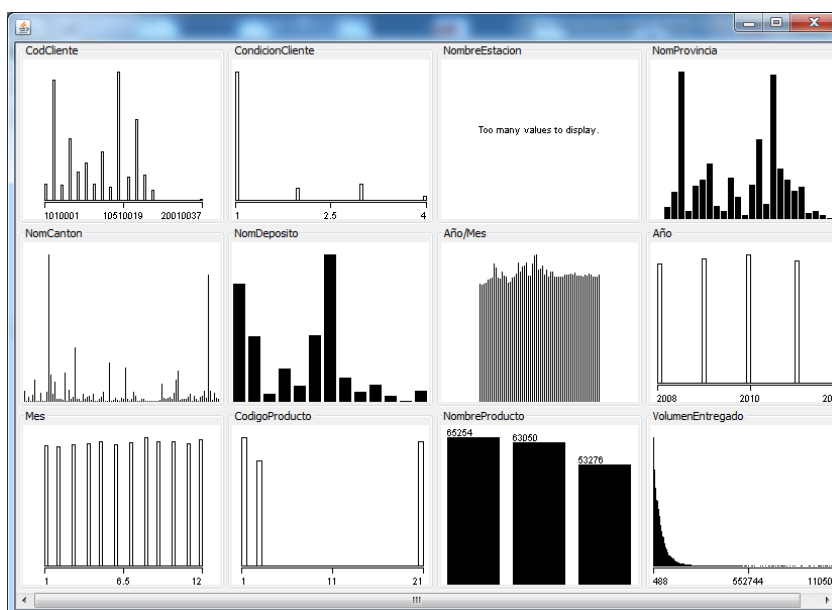 CodCliente
CondicionCliente
NombreEstacion
NomProvincia
Too many values to display.
1010001 10510019 20010037
1 2.5 4
NomCanton
NomDeposito
Año/Mes
Año
2008 2010 20
Mes
CodigoProducto
NombreProducto
VolumenEntregado
65254
63050
53276
1 6.5 12
1 11 21
488 552744 11050